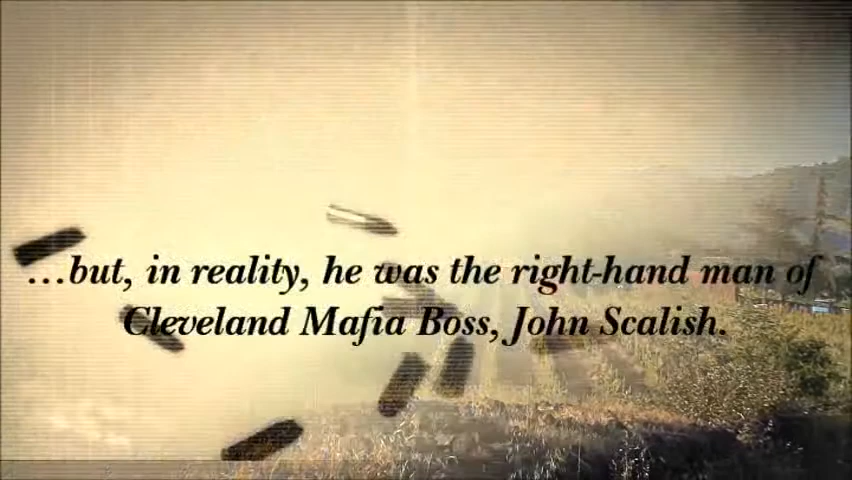 …but, in reality, he was the right-hand man of
Cleveland Mafia Boss, John Scalish.